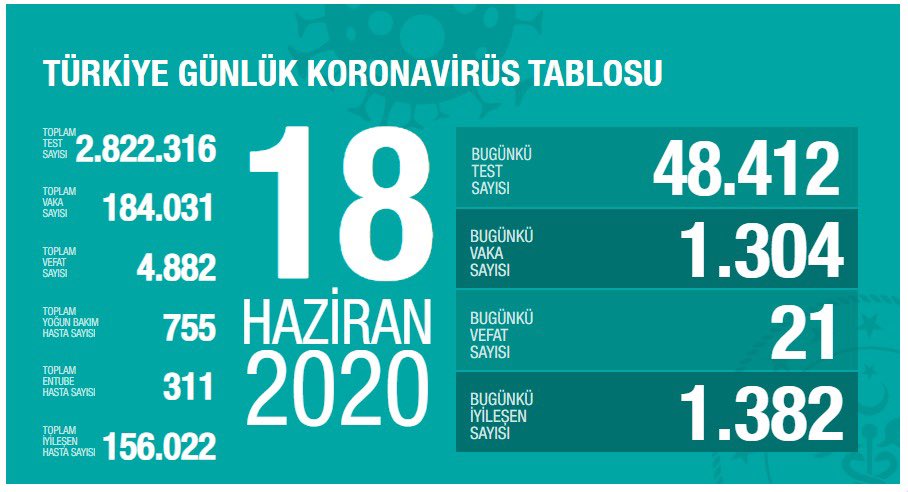 TÜRKİYE GÜNLÜK KORONAVİRÜS TABLOSU
TOPLAM
TEST
SAYISI
2.822.316
TOPLAM
VAKA
SAYISI
184.031
TOPLAM
VEFAT
SAYISI
4.882
TOPLAM
YOĞUN BAKIM
HASTA SAYISI
755
TOPLAM
ENTUBE
HASTA SAYISI
311
TOPLAM
İYİLEŞEN
HASTA SAYISI
156.022
18
HAZİRAN
2020
BUGÜNKÜ
TEST
SAYISI
48.412
BUGÜNKÜ
VAKA
SAYISI
1.304
BUGÜNKÜ
VEFAT
SAYISI
21
BUGÜNKÜ
İYİLEŞEN
SAYISI
1.382